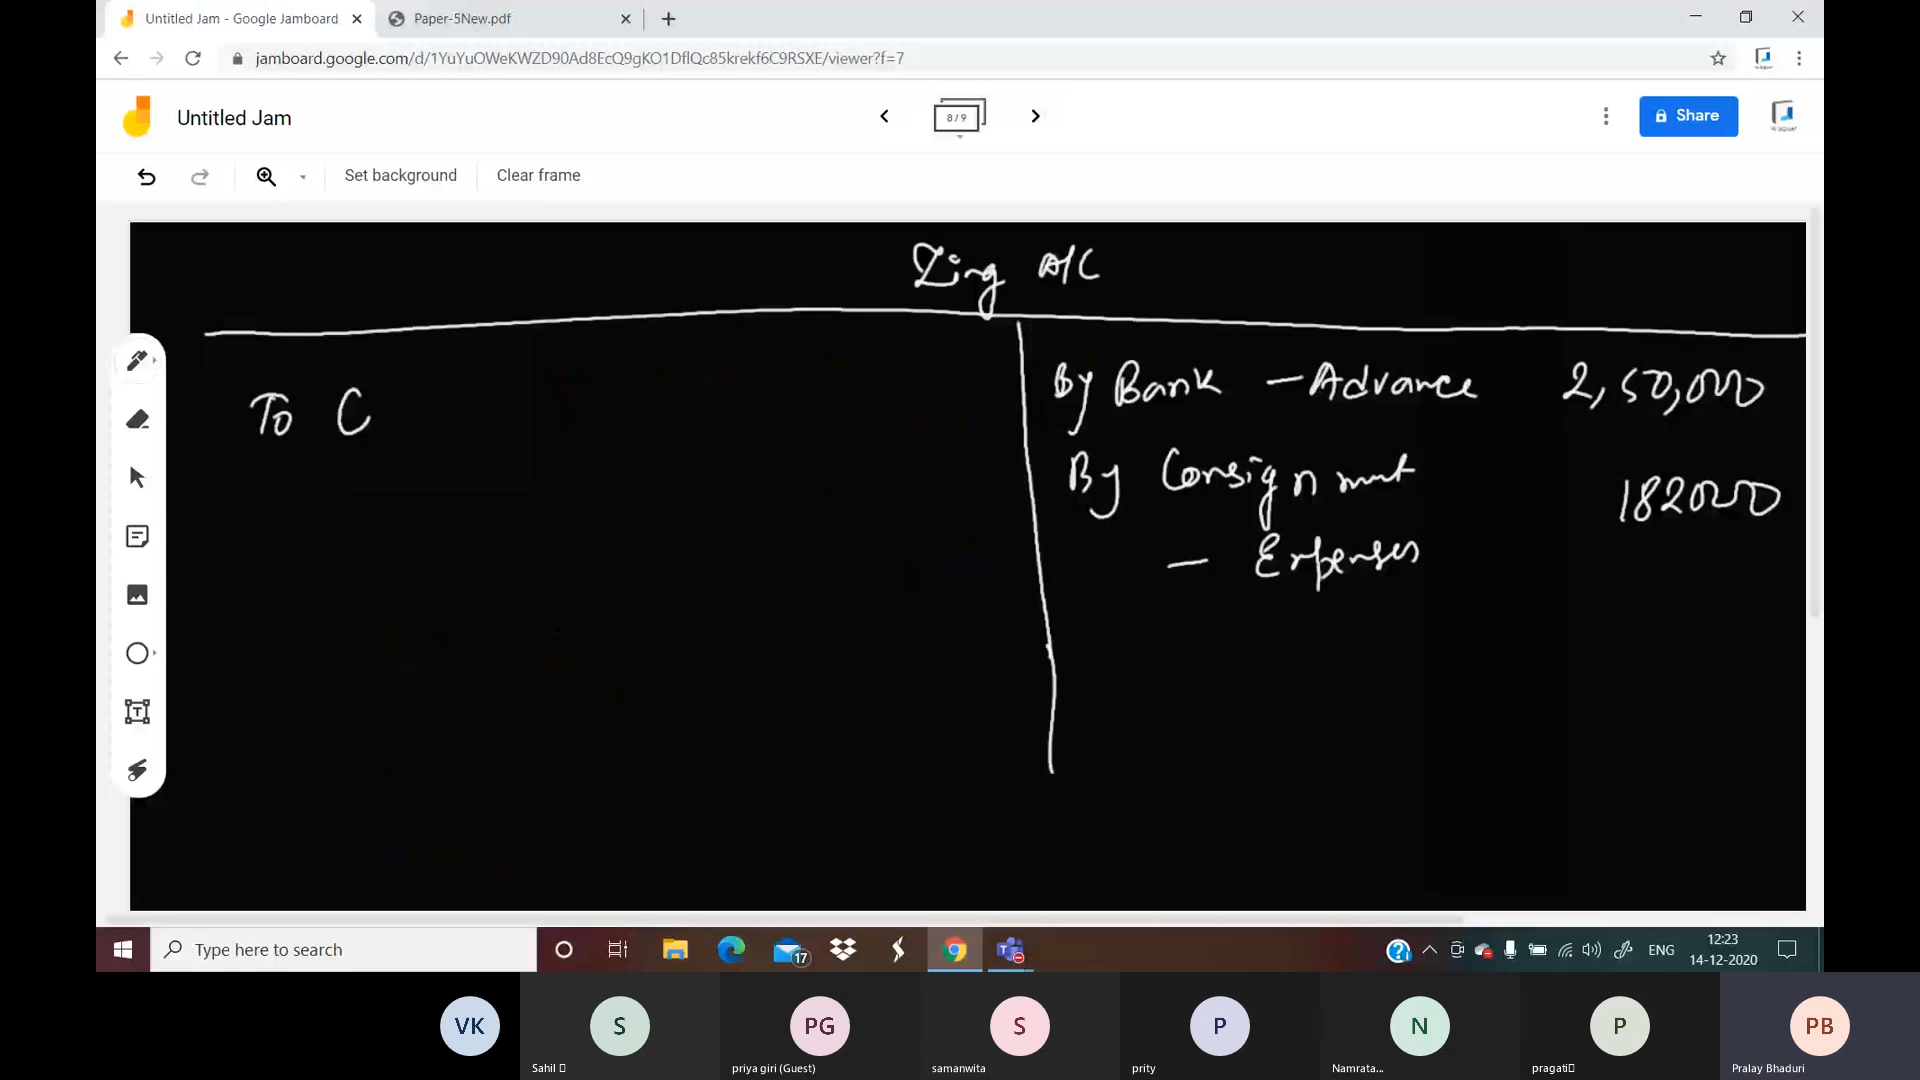 Untitled Jam - Google Jamboard
Paper-5New.pdf
jamboard.google.com/d/1YuYuOWeKWZD90Ad8EcQ9gKO1DflQc85krekf6C9RSXE/viewer?f=7
Untitled Jam
8 / 9
Share
Set background
Clear frame
Zing A/C
To C
By Bank - Advance 2,50,000
By Consignment 182000
- Expenses
Type here to search
17
ENG
12:23
14-12-2020
VK
S
PG
S
P
N
P
PB
Sahil
priya giri (Guest)
samanwita
prity
Namrata...
pragati
Pralay Bhaduri